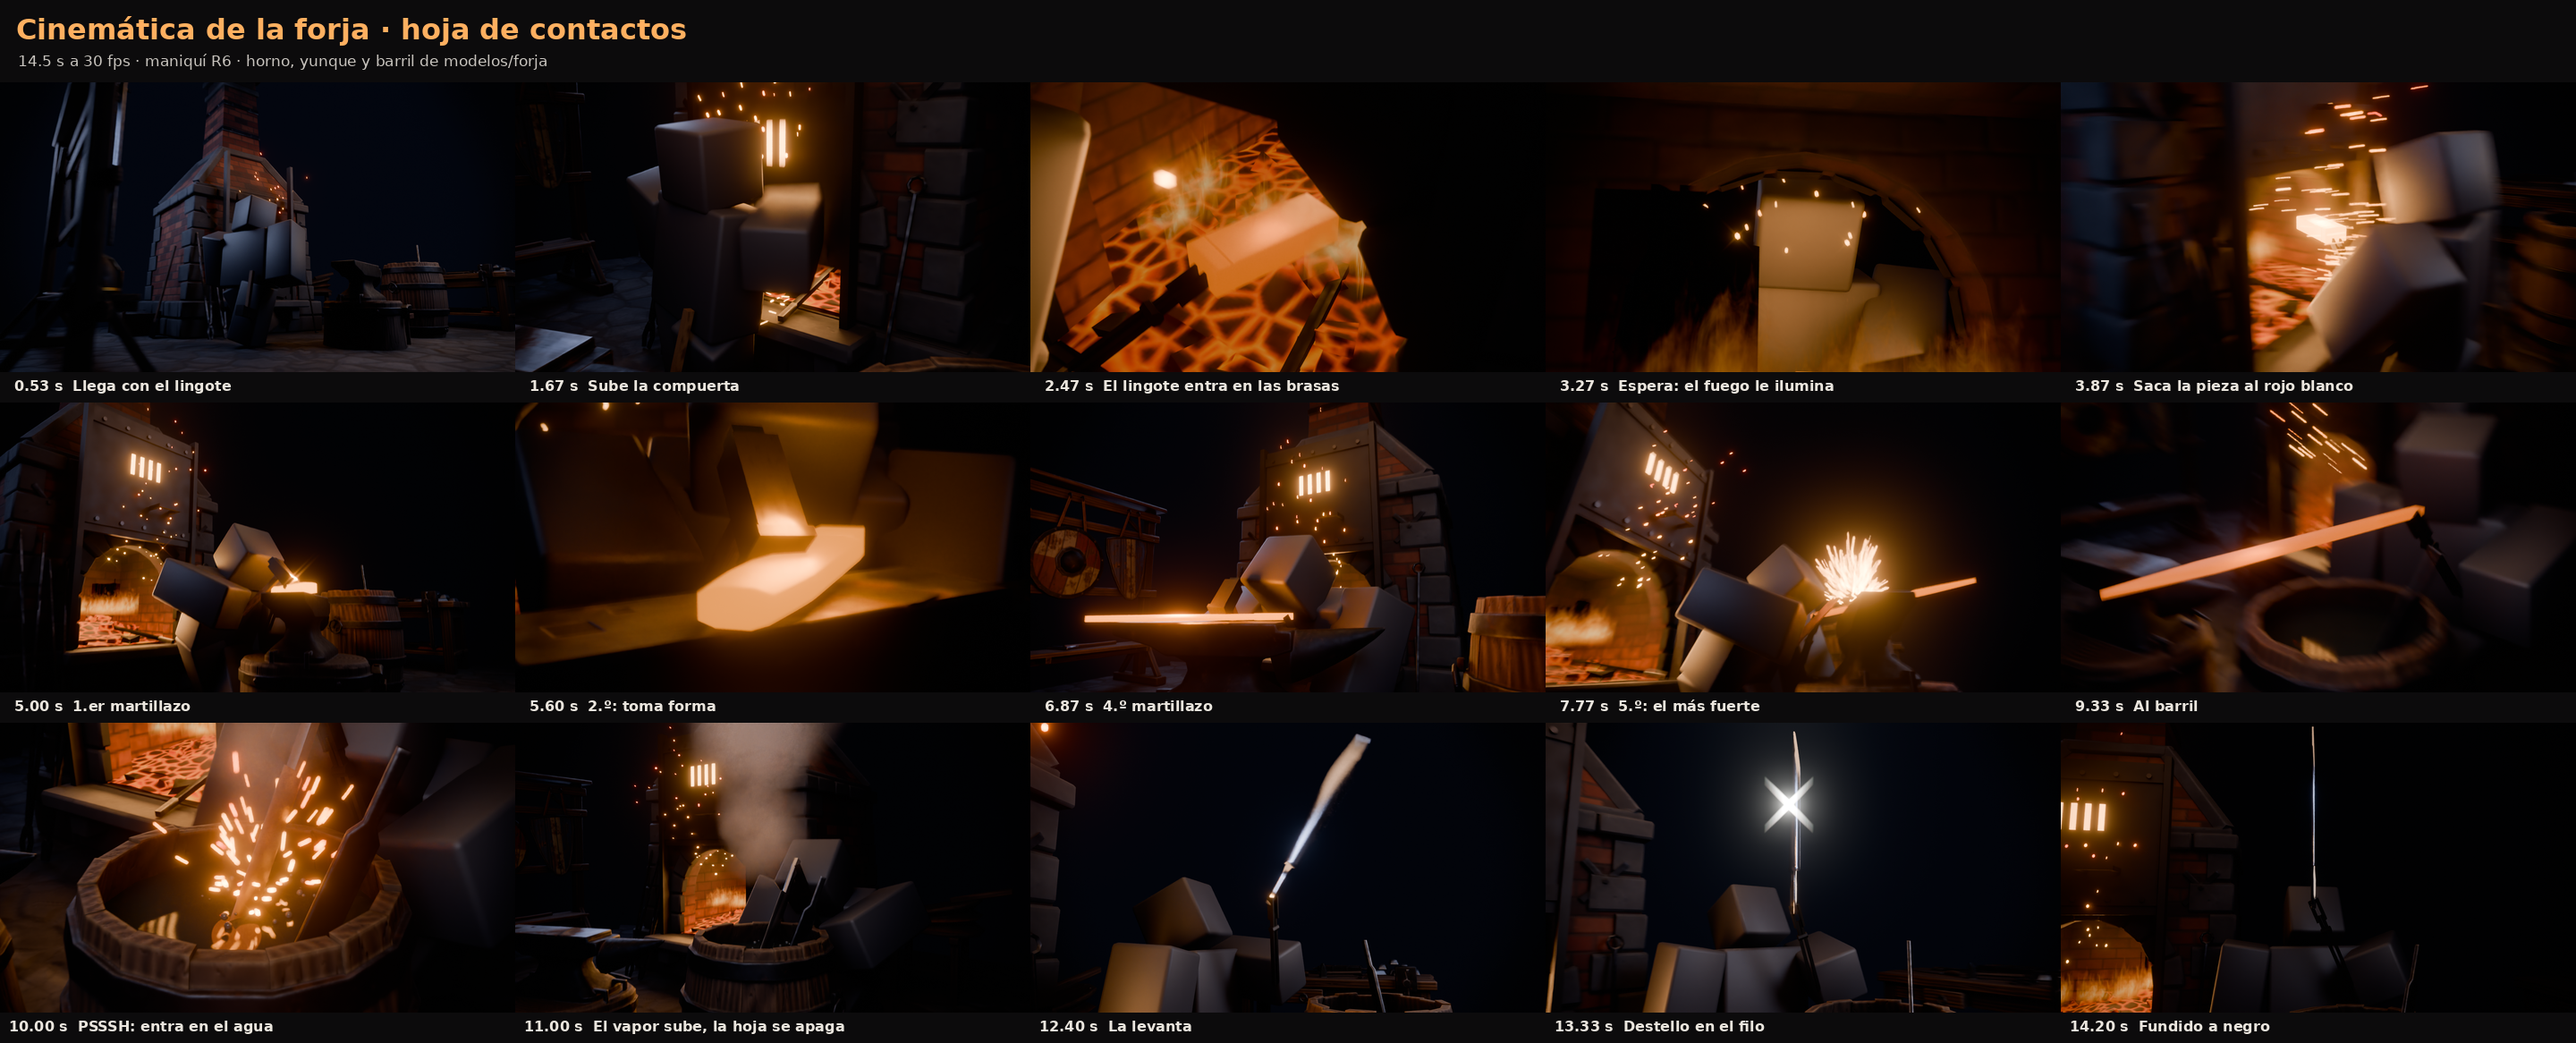 Cinemática de la forja · hoja de contactos
14.5 s a 30 fps · maniquí R6 · horno, yunque y barril de modelos/forja
0.53 s Llega con el lingote
1.67 s Sube la compuerta
2.47 s El lingote entra en las brasas
3.27 s Espera: el fuego le ilumina
3.87 s Saca la pieza al rojo blanco
5.00 s 1.er martillazo
5.60 s 2.º: toma forma
6.87 s 4.º martillazo
7.77 s 5.º: el más fuerte
9.33 s Al barril
10.00 s PSSSH: entra en el agua
11.00 s El vapor sube, la hoja se apaga
12.40 s La levanta
13.33 s Destello en el filo
14.20 s Fundido a negro